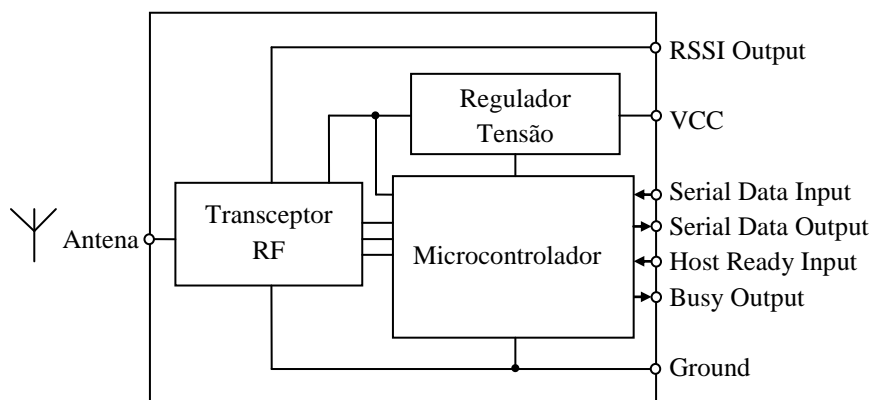 RSSI Output
Regulador
Tensão
VCC
Serial Data Input
Transceptor
RF
Serial Data Output
Antena
Microcontrolador
Host Ready Input
Busy Output
Ground